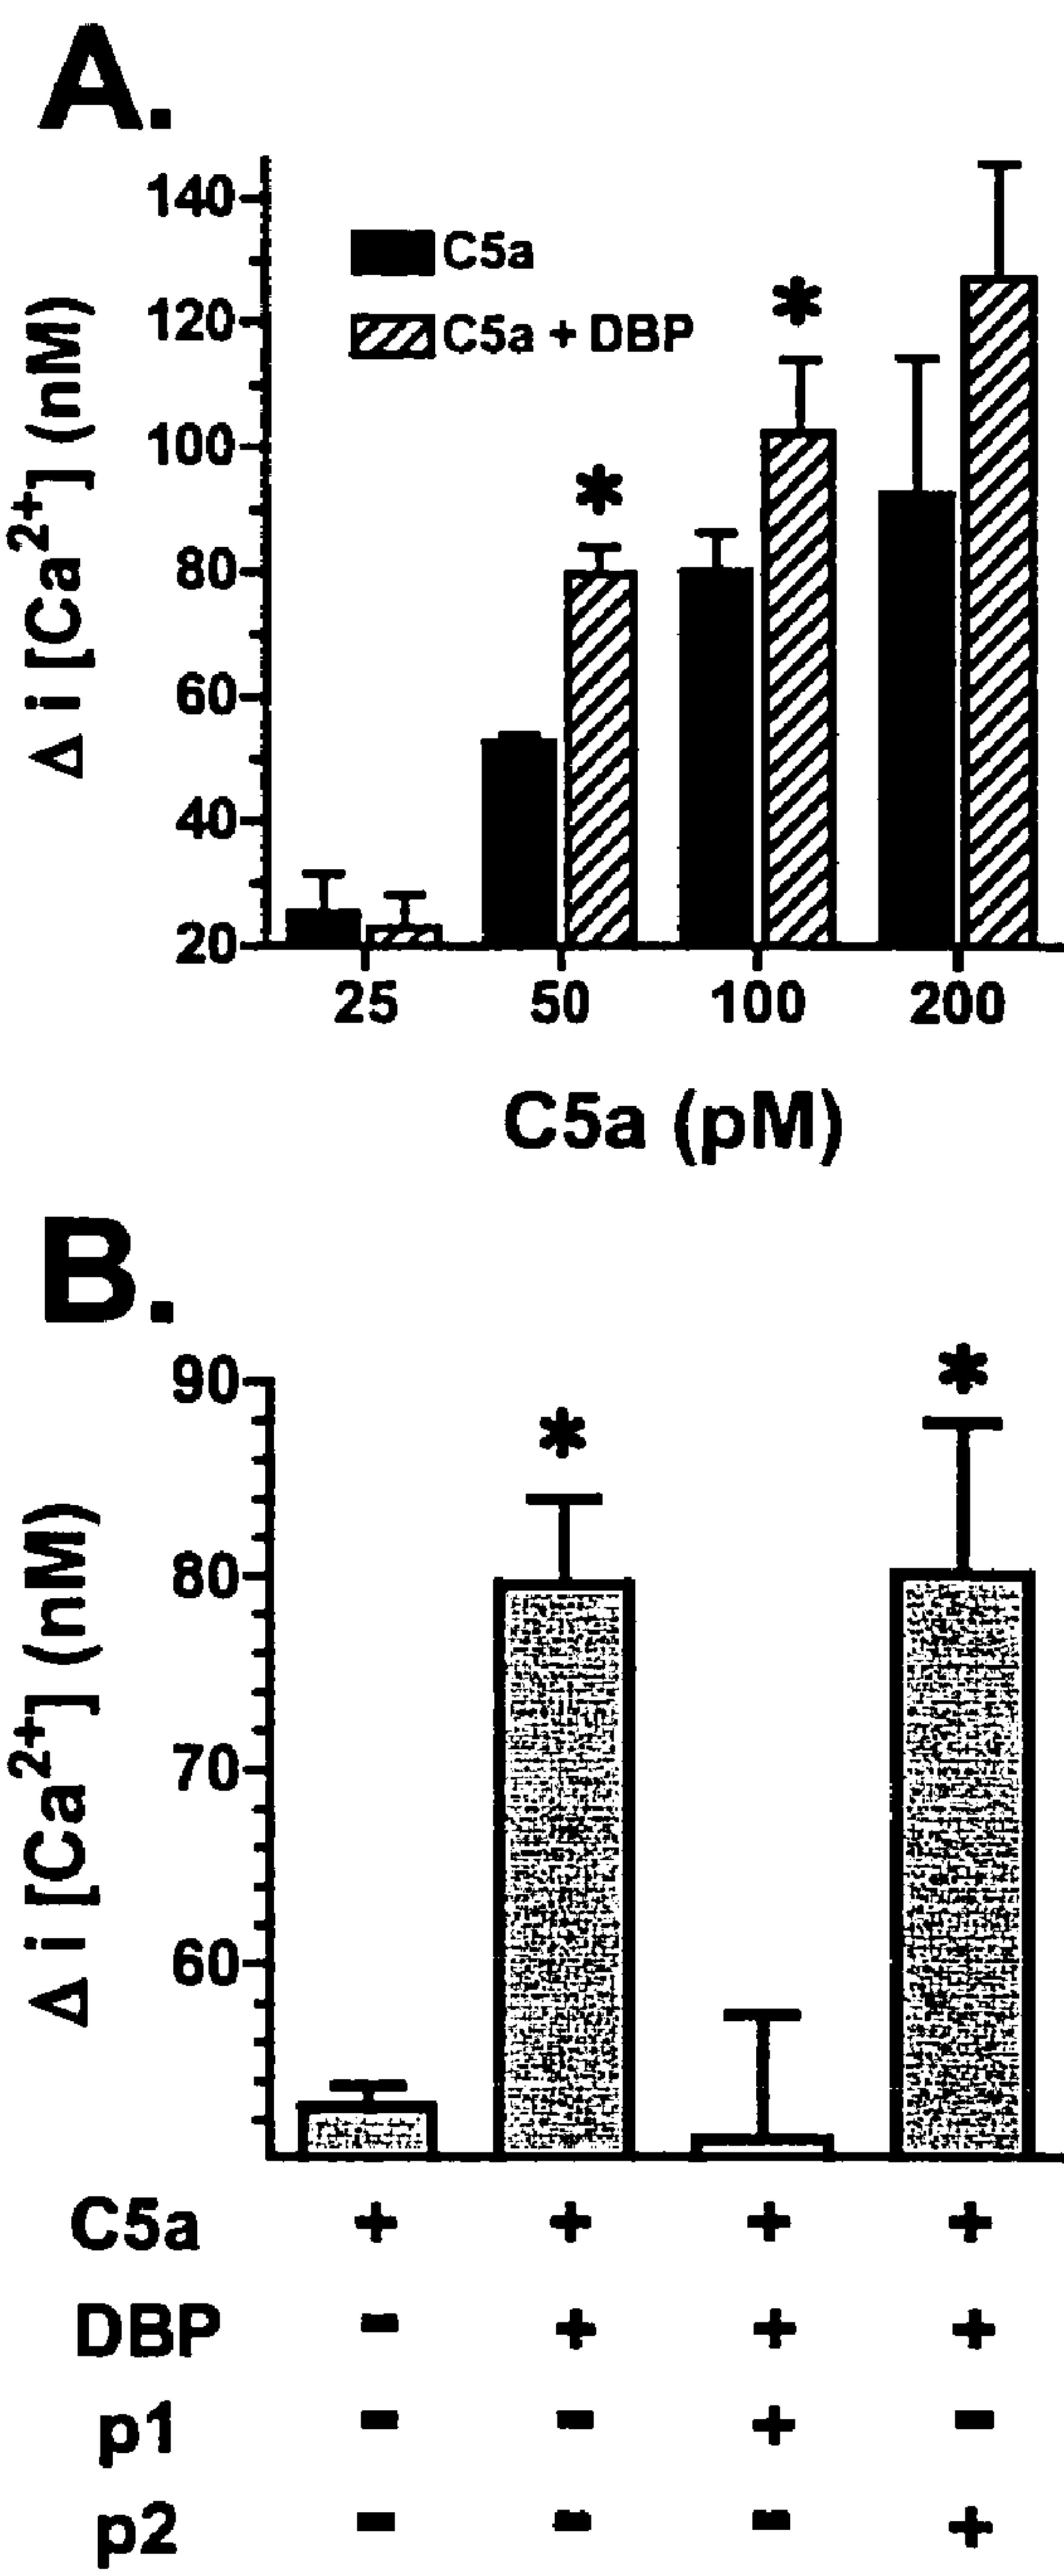 A.
140
120
100
80
60
40
20
Δ i [Ca2+] (nM)
C5a
C5a + DBP
*
*
25 50 100 200
C5a (pM)
B.
90
80
70
60
Δ i [Ca2+] (nM)
*
*
C5a + + + +
DBP - + + +
p1 - - + -
p2 - - - +